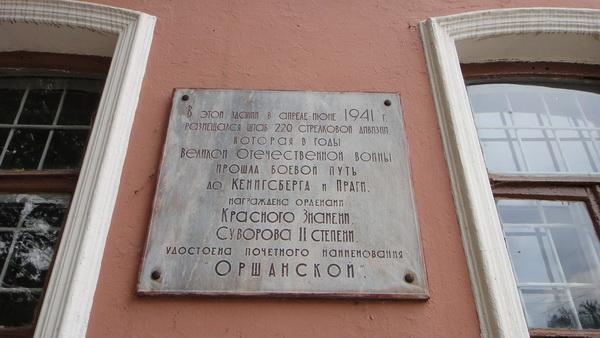 В этом здании в апреле-июне 1941 г.
размещался штаб 220 стрелковой дивизии,
которая в годы
Великой Отечественной войны
прошла боевой путь
до Кенигсберга и Праги.
награждена орденами
Красного Знамени,
Суворова II степени,
удостоена почетного наименования
"Оршанской".